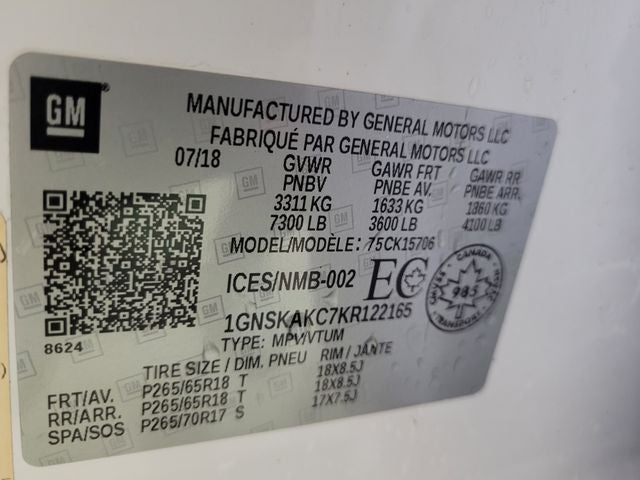 GM
MANUFACTURED BY GENERAL MOTORS LLC
FABRIQUÉ PAR GENERAL MOTORS LLC
07/18 GVWR GAWR FRT GAWR RR
PNBV PNBE AV. PNBE ARR.
3311 KG 1633 KG 1860 KG
7300 LB 3600 LB 4100 LB
MODEL/MODÈLE: 75CK15706
ICES/NMB-002 EC
CANADA
985
TRANSPORT
1GNSKAKC7KR122165
TYPE: MPV/VTUM
8624
TIRE SIZE / DIM. PNEU RIM / JANTE
FRT/AV. P265/65R18 T 18X8.5J
RR/ARR. P265/65R18 T 18X8.5J
SPA/SOS P265/70R17 S 17X7.5J